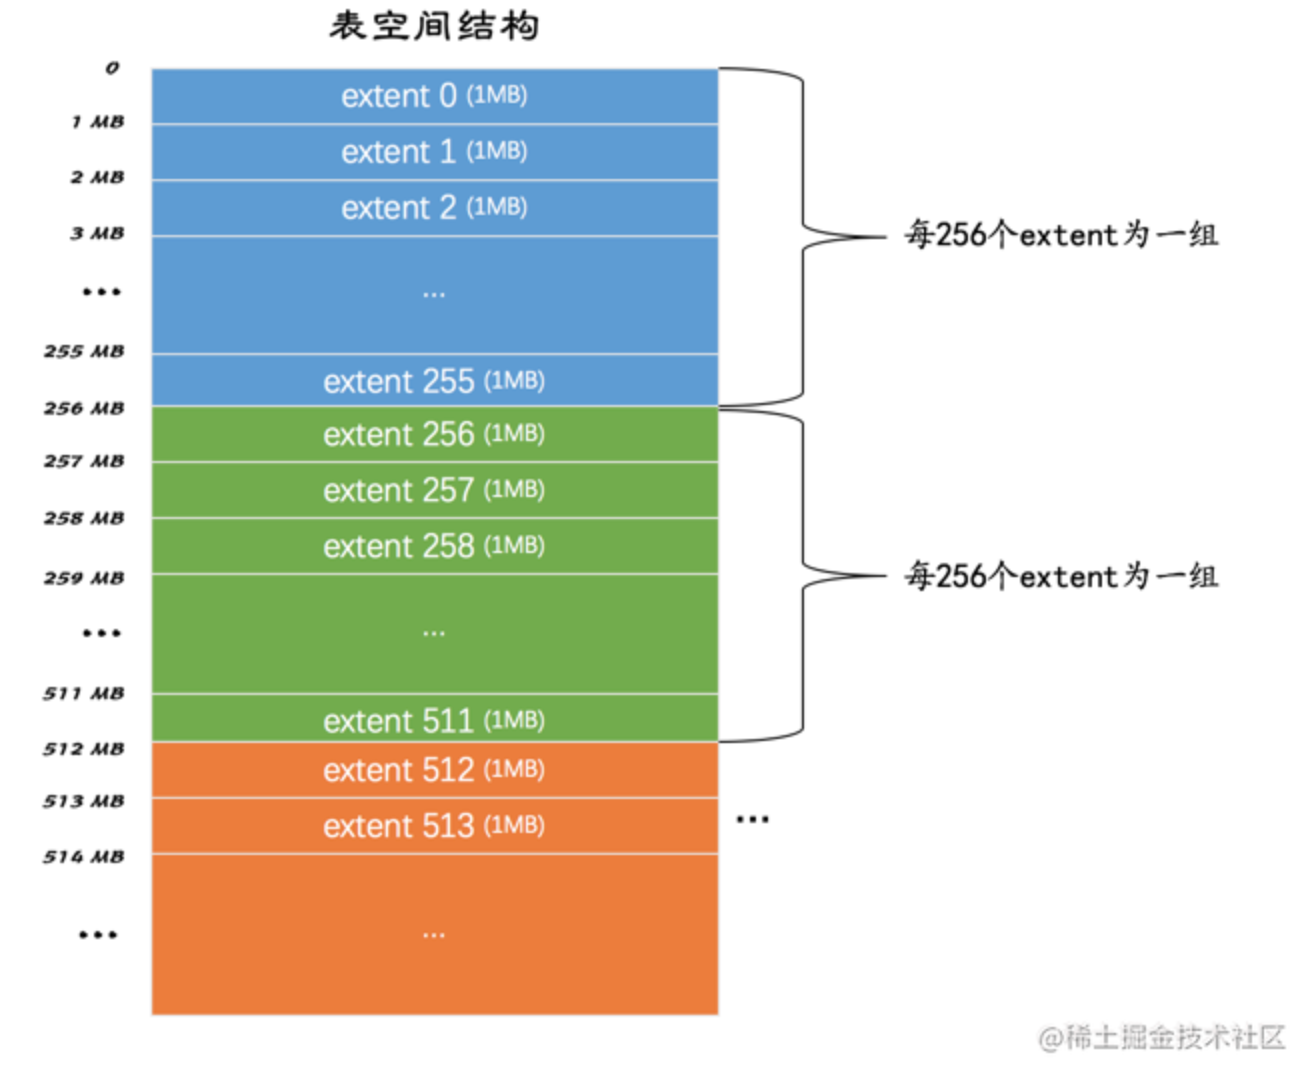 表空间结构
0
extent 0 (1MB)
1 MB
extent 1 (1MB)
2 MB
extent 2 (1MB)
3 MB
每256个extent为一组
...
...
255 MB
extent 255 (1MB)
256 MB
extent 256 (1MB)
257 MB
extent 257 (1MB)
258 MB
extent 258 (1MB)
259 MB
每256个extent为一组
...
...
511 MB
extent 511 (1MB)
512 MB
extent 512 (1MB)
513 MB
extent 513 (1MB)
...
514 MB
...
...
@稀土掘金技术社区